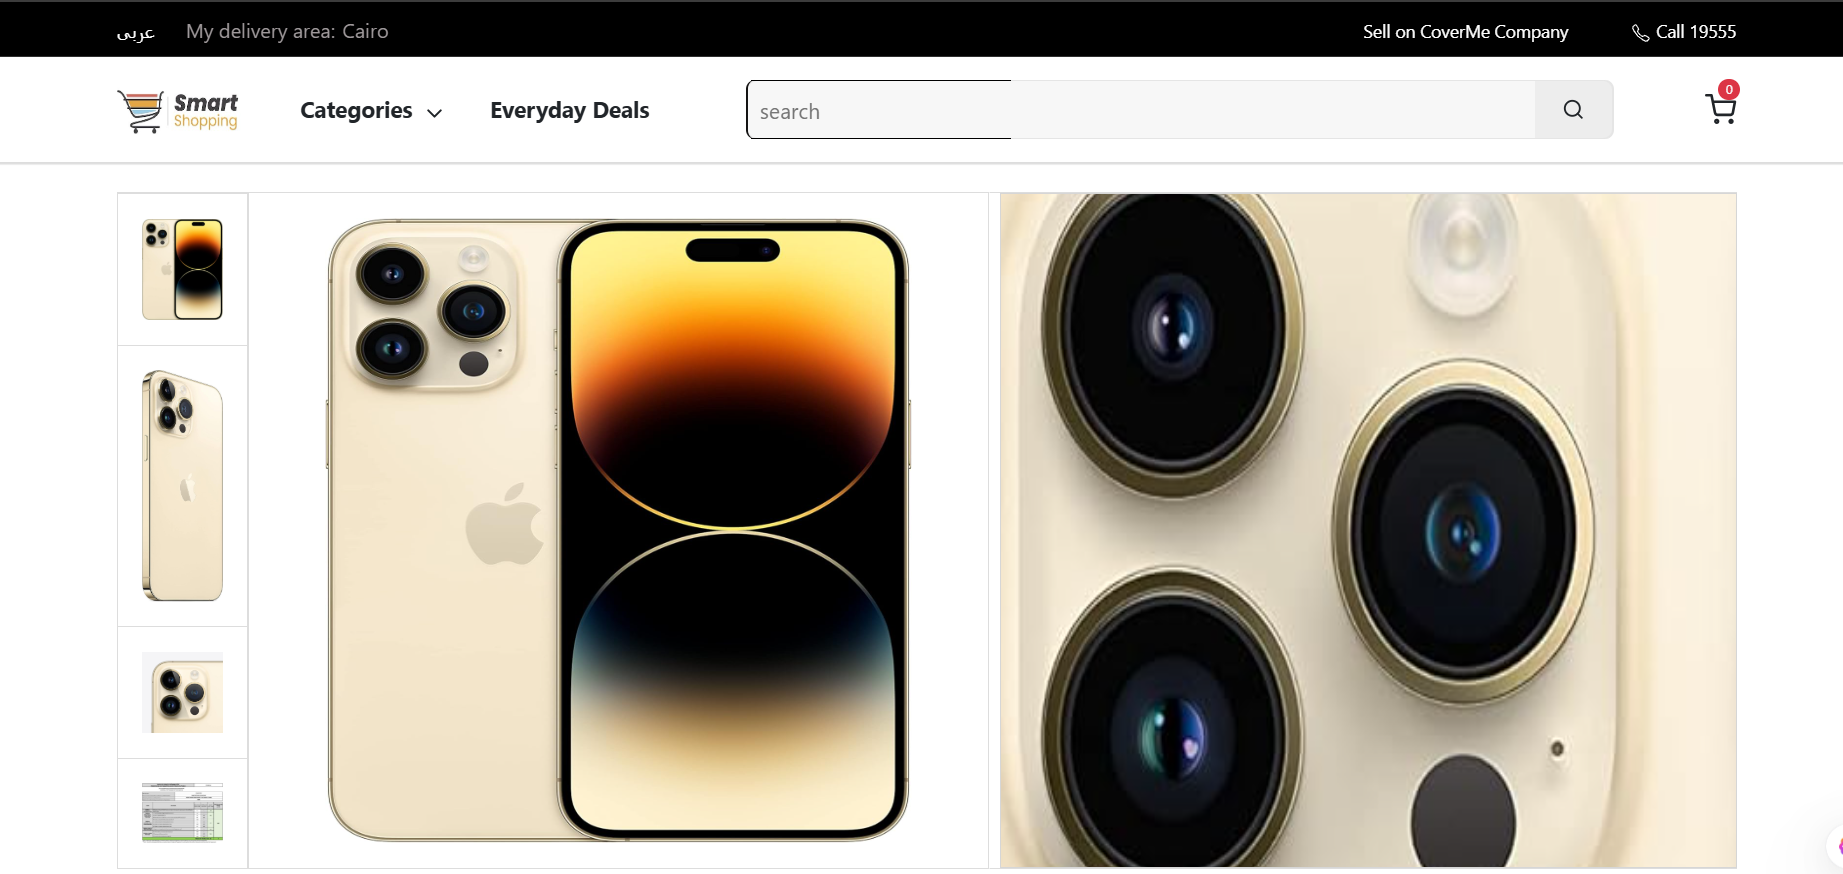 عربى
My delivery area: Cairo
Sell on CoverMe Company
Call 19555
Smart
Shopping
Categories
Everyday Deals
search
0